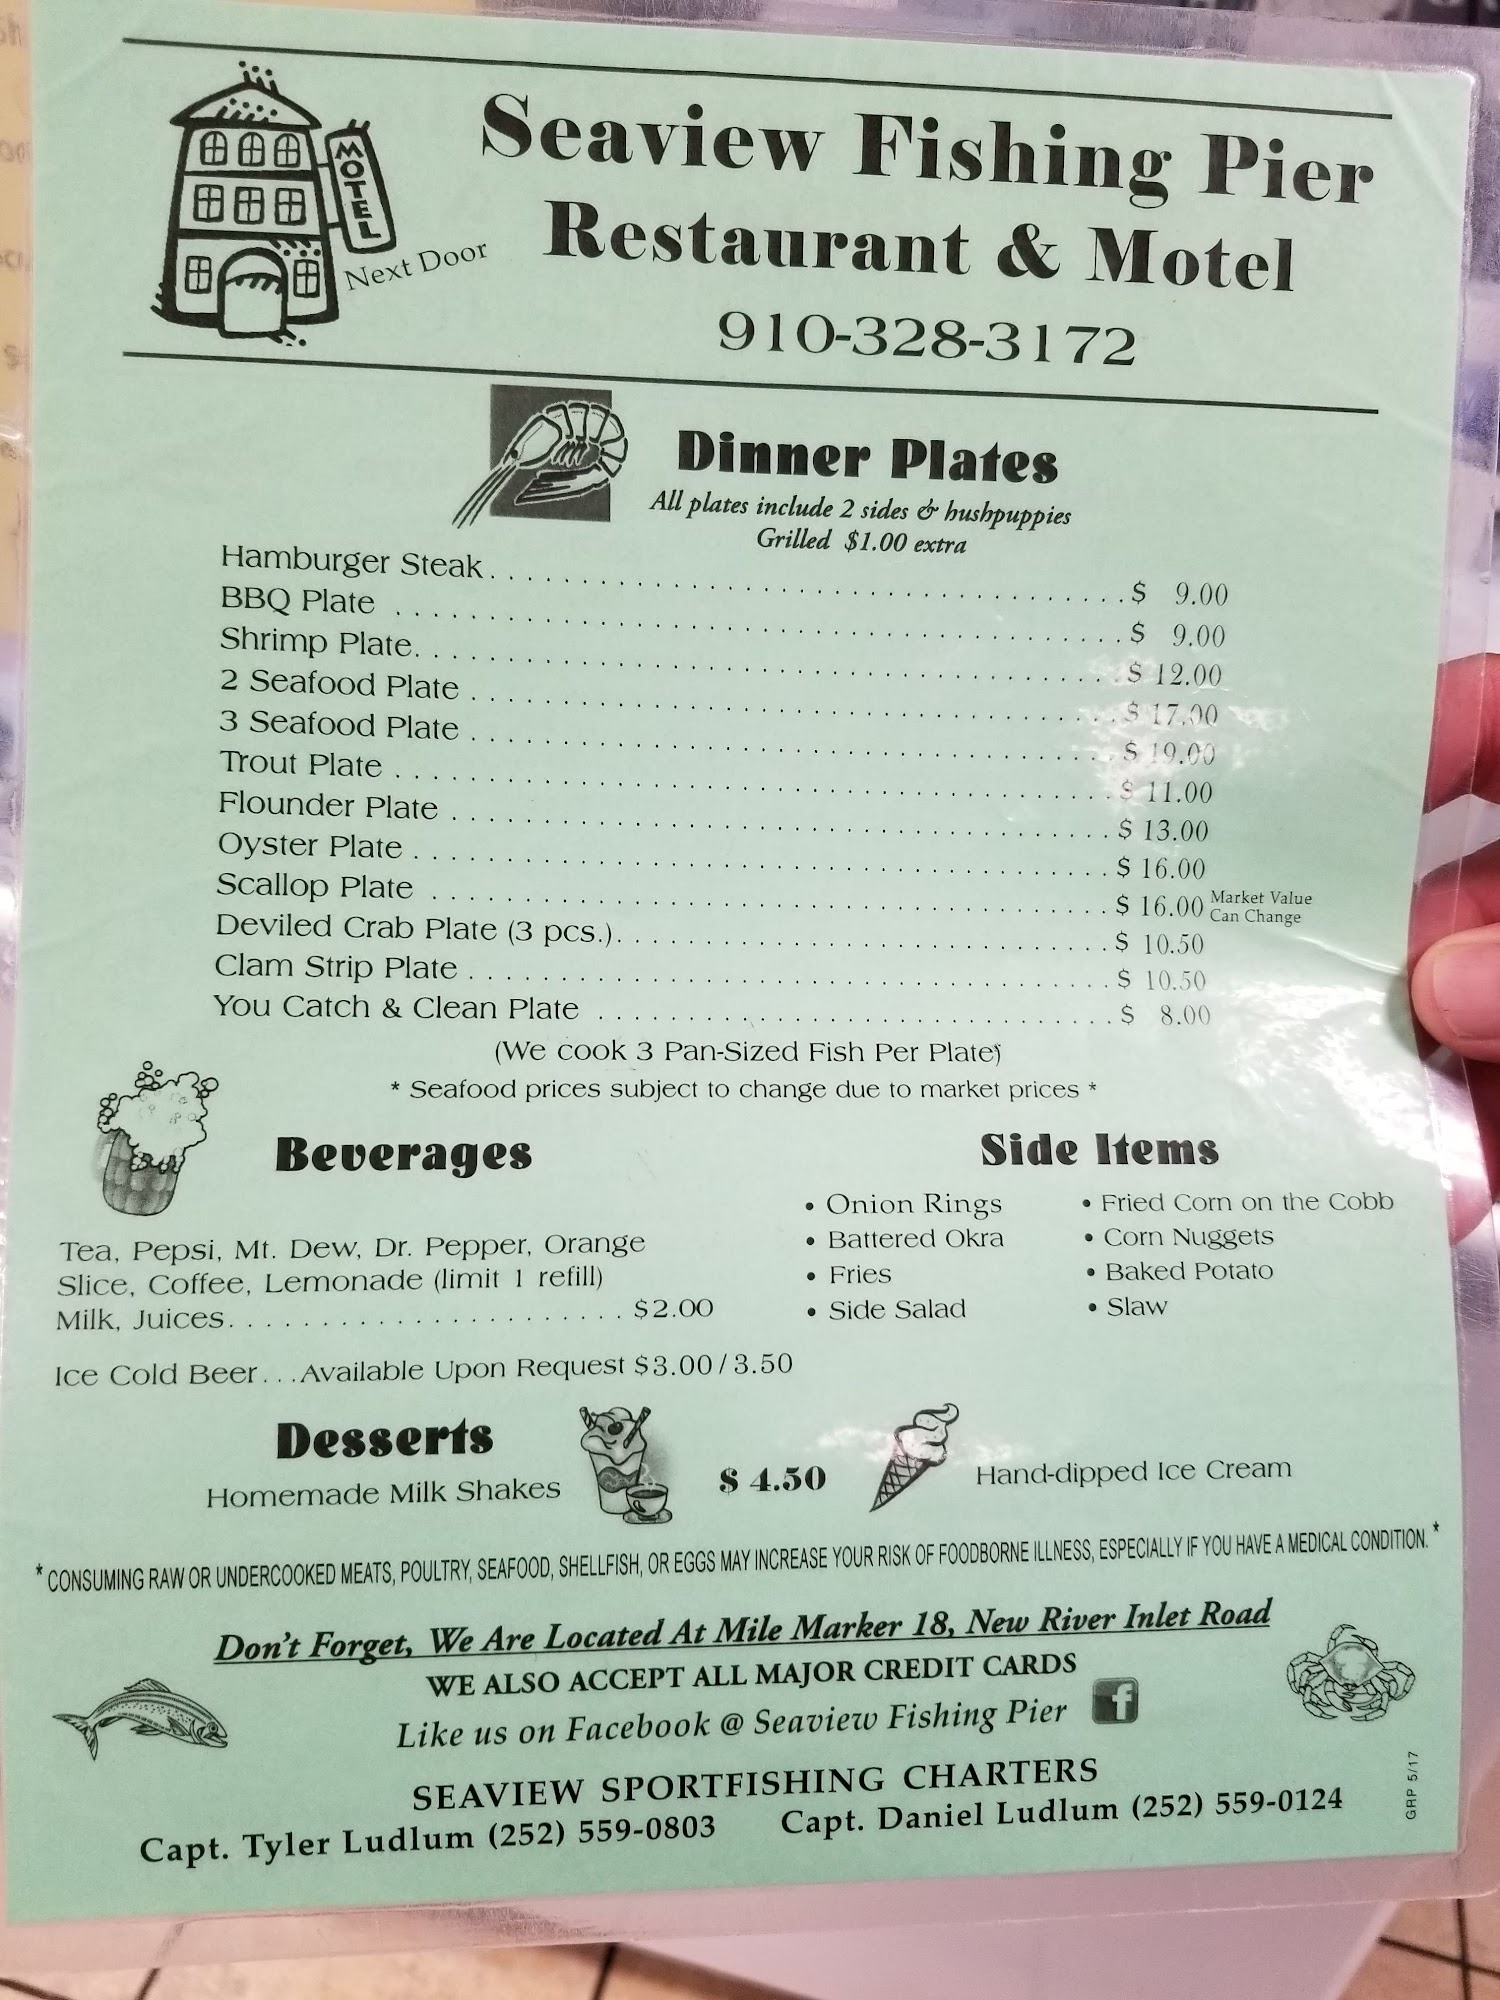 MOTEL
Next Door
Seaview Fishing Pier
Restaurant & Motel
910-328-3172
Dinner Plates
All plates include 2 sides & hushpuppies
Grilled $1.00 extra
Hamburger Steak. . . . . . . . . . $ 9.00
BBQ Plate . . . . . . . . . . $ 9.00
Shrimp Plate. . . . . . . . . . $ 12.00
2 Seafood Plate . . . . . . . . . . $ 17.00
3 Seafood Plate . . . . . . . . . . $ 19.00
Trout Plate . . . . . . . . . . $ 11.00
Flounder Plate . . . . . . . . . . $ 13.00
Oyster Plate . . . . . . . . . . $ 16.00
Scallop Plate . . . . . . . . . . $ 16.00 Market Value Can Change
Deviled Crab Plate (3 pcs.). . . . . . . . . . $ 10.50
Clam Strip Plate . . . . . . . . . . $ 10.50
You Catch & Clean Plate . . . . . . . . . . $ 8.00
(We cook 3 Pan-Sized Fish Per Plate)
* Seafood prices subject to change due to market prices *
Beverages
Tea, Pepsi, Mt. Dew, Dr. Pepper, Orange
Slice, Coffee, Lemonade (limit 1 refill)
Milk, Juices. . . . . . . . . . $2.00
Ice Cold Beer. . .Available Upon Request $3.00/3.50
Side Items
• Onion Rings
• Battered Okra
• Fries
• Side Salad
• Fried Corn on the Cobb
• Corn Nuggets
• Baked Potato
• Slaw
Desserts
Homemade Milk Shakes $ 4.50 Hand-dipped Ice Cream
* CONSUMING RAW OR UNDERCOOKED MEATS, POULTRY, SEAFOOD, SHELLFISH, OR EGGS MAY INCREASE YOUR RISK OF FOODBORNE ILLNESS, ESPECIALLY IF YOU HAVE A MEDICAL CONDITION. *
Don't Forget, We Are Located At Mile Marker 18, New River Inlet Road
WE ALSO ACCEPT ALL MAJOR CREDIT CARDS
Like us on Facebook @ Seaview Fishing Pier f
SEAVIEW SPORTFISHING CHARTERS
Capt. Tyler Ludlum (252) 559-0803 Capt. Daniel Ludlum (252) 559-0124
GRP 5/17